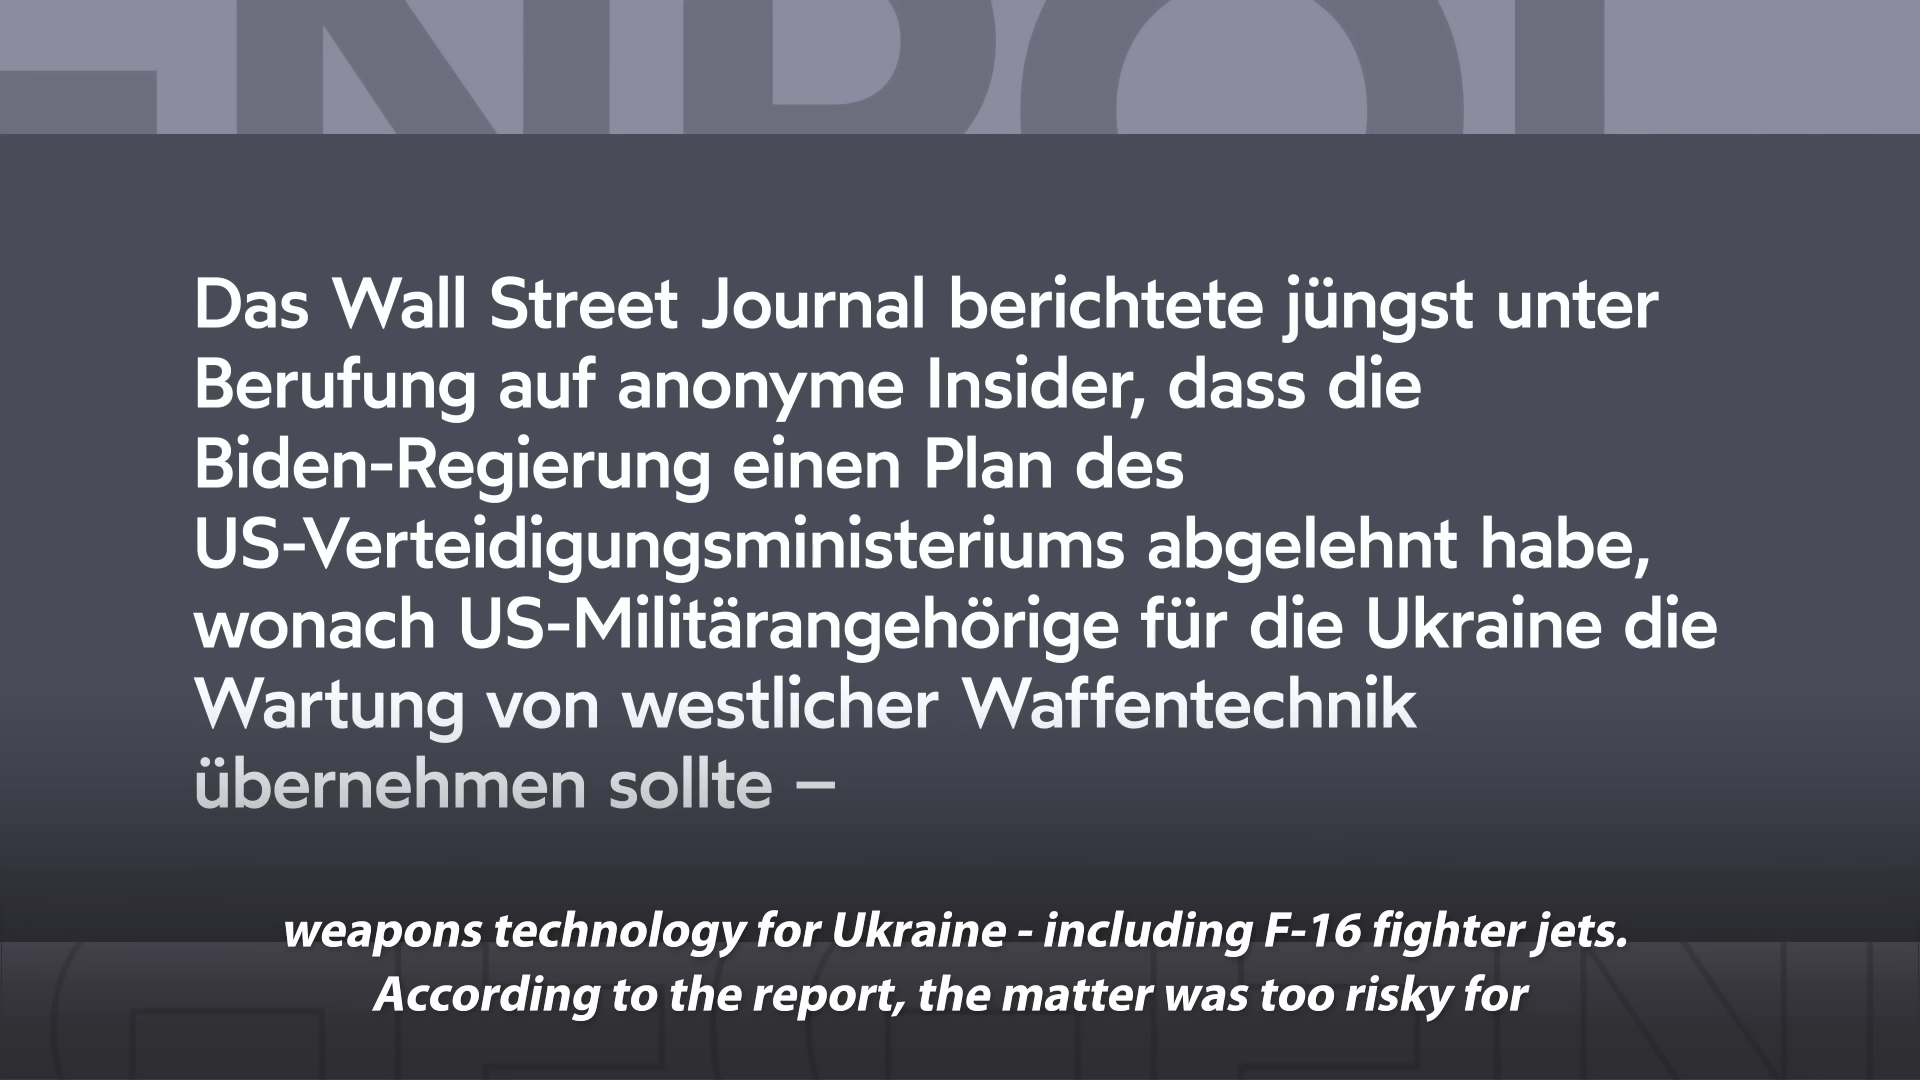 Das Wall Street Journal berichtete jüngst unter
Berufung auf anonyme Insider, dass die
Biden-Regierung einen Plan des
US-Verteidigungsministeriums abgelehnt habe,
wonach US-Militärangehörige für die Ukraine die
Wartung von westlicher Waffentechnik
übernehmen sollte –
weapons technology for Ukraine - including F-16 fighter jets.
According to the report, the matter was too risky for